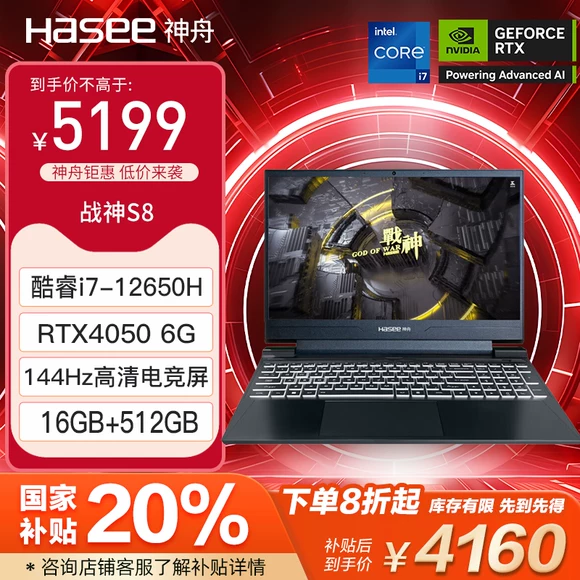 Hasee 神舟
intel
CORE
i7
NVIDIA
GEFORCE
RTX
Powering Advanced AI
到手价不高于:
¥5199
神舟钜惠 低价来袭
战神S8
酷睿i7-12650H
RTX4050 6G
144Hz高清电竞屏
16GB+512GB
戰神
GOD OF WAR
Hasee 神舟
国家
补贴
20%
下单8折起 库存有限 先到先得
补贴后
到手价
¥4160
* 咨询店铺客服了解补贴详情